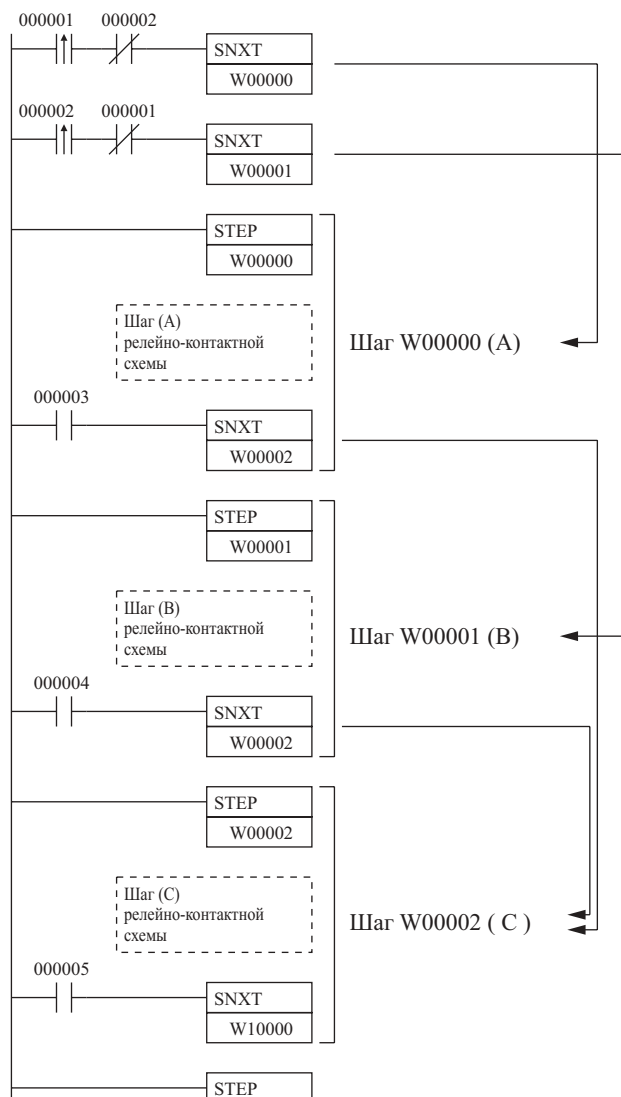 000001 000002
SNXT
W00000
000002 000001
SNXT
W00001
STEP
W00000
Шаг (A)
релейно-контактной
схемы
Шаг W00000 (A)
000003
SNXT
W00002
STEP
W00001
Шаг (B)
релейно-контактной
схемы
Шаг W00001 (B)
000004
SNXT
W00002
STEP
W00002
Шаг (C)
релейно-контактной
схемы
Шаг W00002 ( C )
000005
SNXT
W10000
STEP